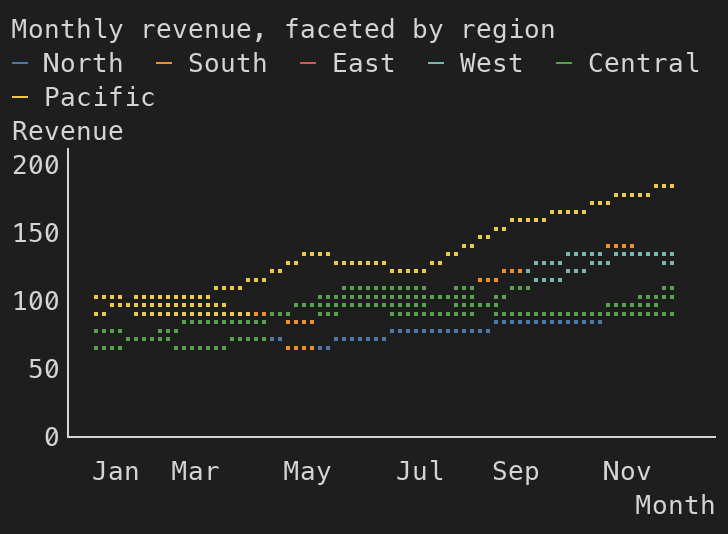 Monthly revenue, faceted by region
North South East West Central
Pacific
Revenue
200
150
100
50
0
Jan Mar May Jul Sep Nov
Month